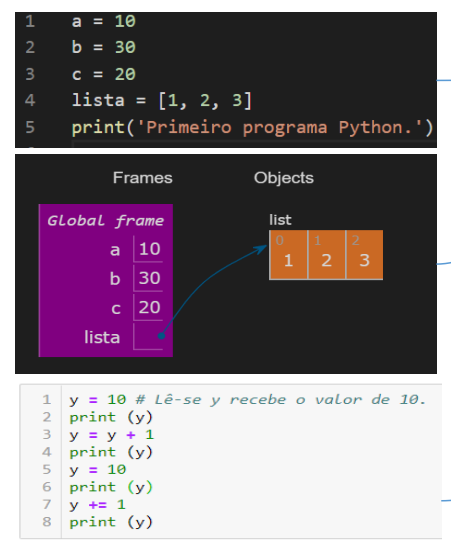 1 a = 10
2 b = 30
3 c = 20
4 lista = [1, 2, 3]
5 print('Primeiro programa Python.')
Frames Objects
Global frame
list
0 1 2
1 2 3
a 10
b 30
c 20
lista
1 y = 10 # Lê-se y recebe o valor de 10.
2 print (y)
3 y = y + 1
4 print (y)
5 y = 10
6 print (y)
7 y += 1
8 print (y)